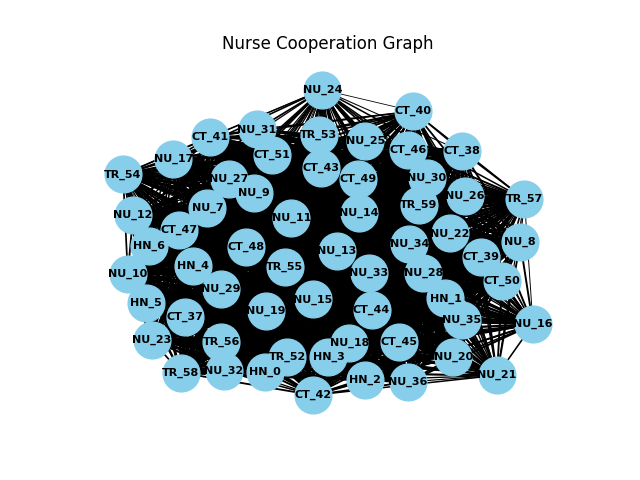 Nurse Cooperation Graph
NU_24
CT_40
NU_31
TR_53
CT_41
NU_25
CT_46
CT_38
CT_51
NU_17
CT_43
TR_54
NU_27
CT_49
NU_30
NU_9
NU_26
TR_57
NU_7
TR_59
NU_12
NU_14
NU_11
CT_47
NU_22
NU_8
HN_6
CT_48
NU_34
NU_13
CT_39
HN_4
TR_55
NU_10
NU_33
NU_28
CT_50
NU_29
HN_5
NU_15
HN_1
NU_19
CT_44
CT_37
NU_35
NU_16
NU_23
TR_56
NU_18
CT_45
TR_52
HN_3
NU_20
TR_58
NU_32
HN_0
NU_21
HN_2
NU_36
CT_42